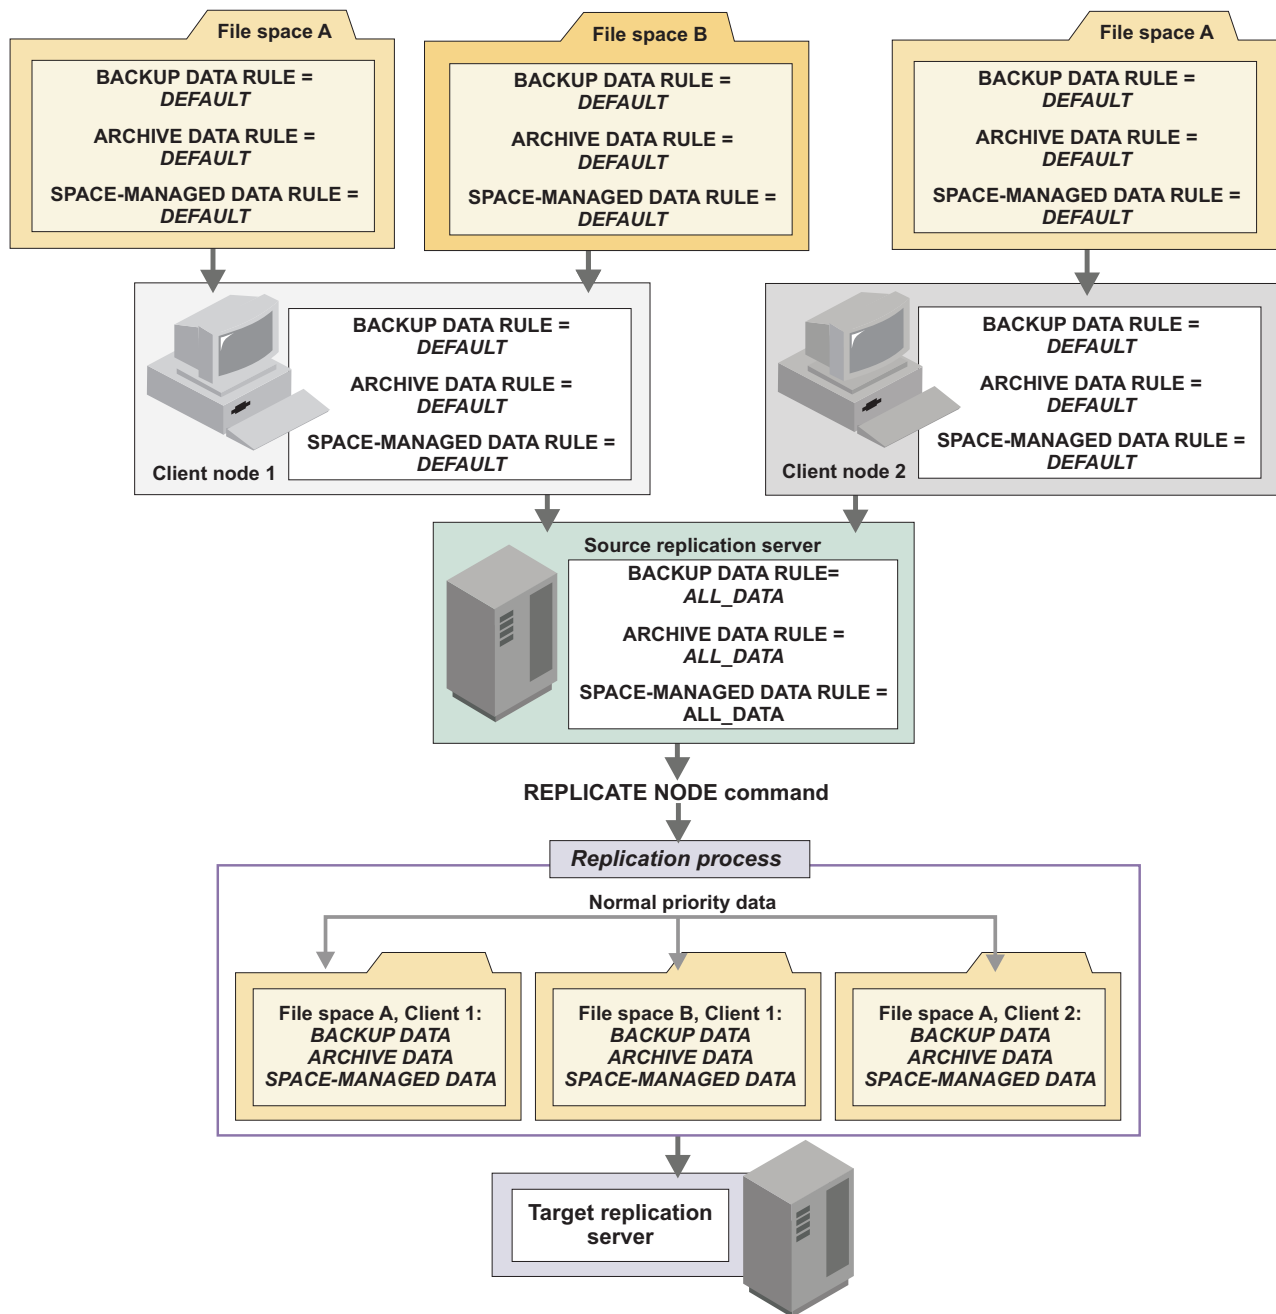 File space A
BACKUP DATA RULE =
DEFAULT
ARCHIVE DATA RULE =
DEFAULT
SPACE-MANAGED DATA RULE =
DEFAULT
File space B
BACKUP DATA RULE =
DEFAULT
ARCHIVE DATA RULE =
DEFAULT
SPACE-MANAGED DATA RULE =
DEFAULT
File space A
BACKUP DATA RULE =
DEFAULT
ARCHIVE DATA RULE =
DEFAULT
SPACE-MANAGED DATA RULE =
DEFAULT
BACKUP DATA RULE =
DEFAULT
ARCHIVE DATA RULE =
DEFAULT
SPACE-MANAGED DATA RULE =
DEFAULT
Client node 1
BACKUP DATA RULE =
DEFAULT
ARCHIVE DATA RULE =
DEFAULT
SPACE-MANAGED DATA RULE =
DEFAULT
Client node 2
Source replication server
BACKUP DATA RULE=
ALL_DATA
ARCHIVE DATA RULE =
ALL_DATA
SPACE-MANAGED DATA RULE =
ALL_DATA
REPLICATE NODE command
Replication process
Normal priority data
File space A, Client 1:
BACKUP DATA
ARCHIVE DATA
SPACE-MANAGED DATA
File space B, Client 1:
BACKUP DATA
ARCHIVE DATA
SPACE-MANAGED DATA
File space A, Client 2:
BACKUP DATA
ARCHIVE DATA
SPACE-MANAGED DATA
Target replication
server